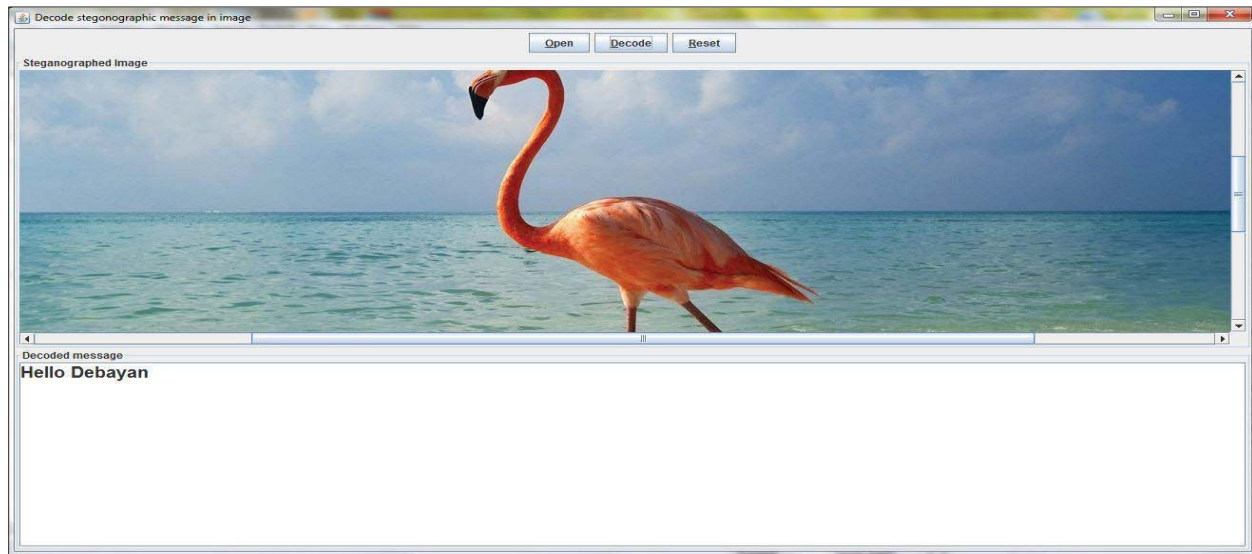 Decode stegonographic message in image
Open Decode Reset
Steganographed Image
Decoded message
Hello Debayan